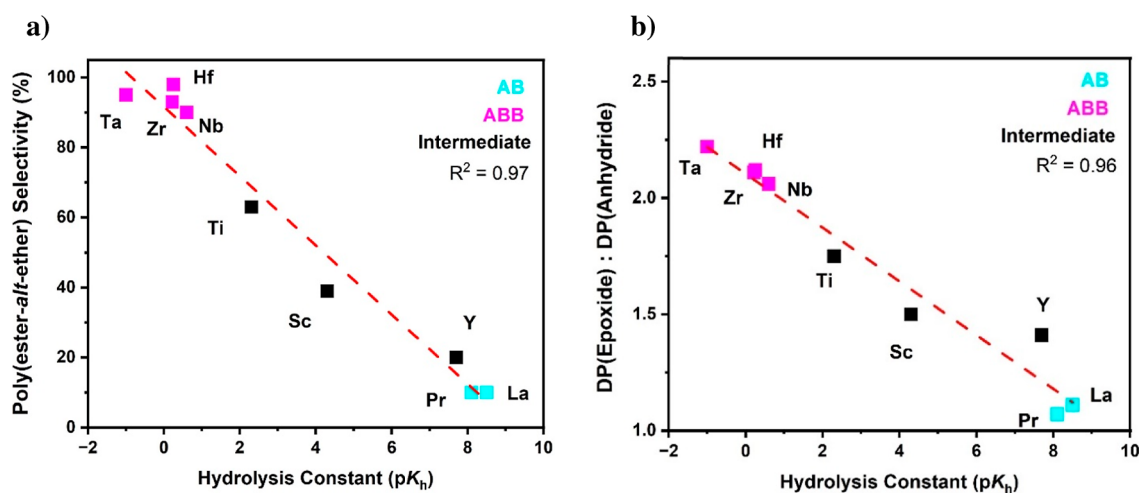 a)
Poly(ester-alt-ether) Selectivity (%)
100
80
60
40
20
0
Ta
Zr
Hf
Nb
Ti
Sc
Y
Pr
La
AB
ABB
Intermediate
R² = 0.97
−2
0
2
4
6
8
10
Hydrolysis Constant (pKₕ)
b)
DP(Epoxide) : DP(Anhydride)
2.5
2.0
1.5
1.0
Ta
Zr
Hf
Nb
Ti
Sc
Y
Pr
La
AB
ABB
Intermediate
R² = 0.96
−2
0
2
4
6
8
10
Hydrolysis Constant (pKₕ)